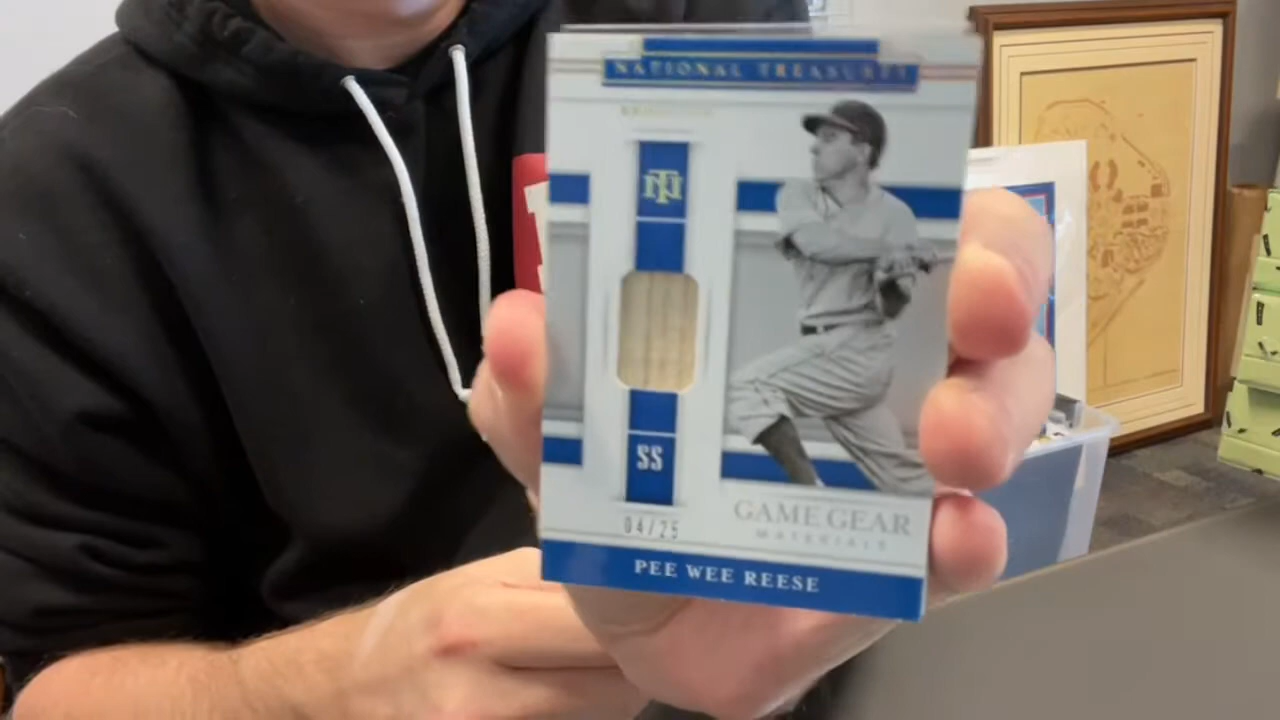 NATIONAL TREASURES
NT
SS
04/25
GAME GEAR
MATERIALS
PEE WEE REESE